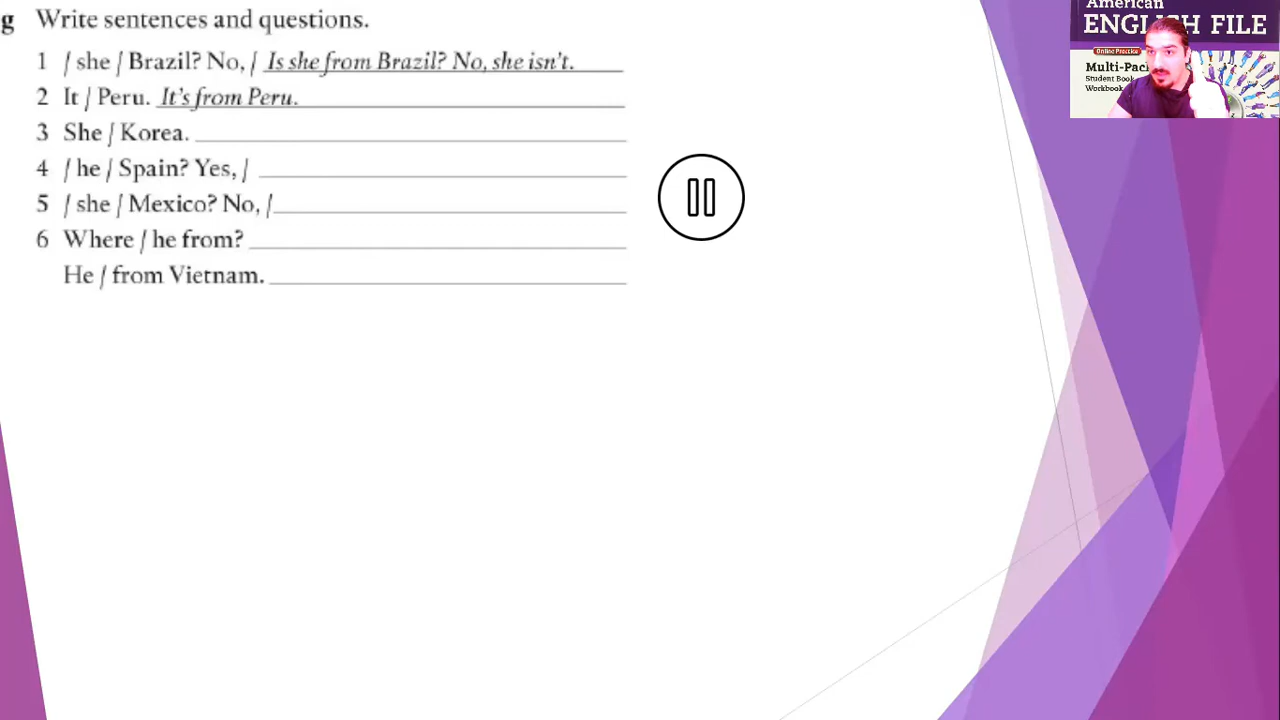 g Write sentences and questions.
1 / she / Brazil? No, / Is she from Brazil? No, she isn't.
2 It / Peru. It's from Peru.
3 She / Korea.
4 / he / Spain? Yes, /
5 / she / Mexico? No, /
6 Where / he from?
He / from Vietnam.
American
ENGLISH FILE
Online Practice
Multi-Pack
Student Book
Workbook